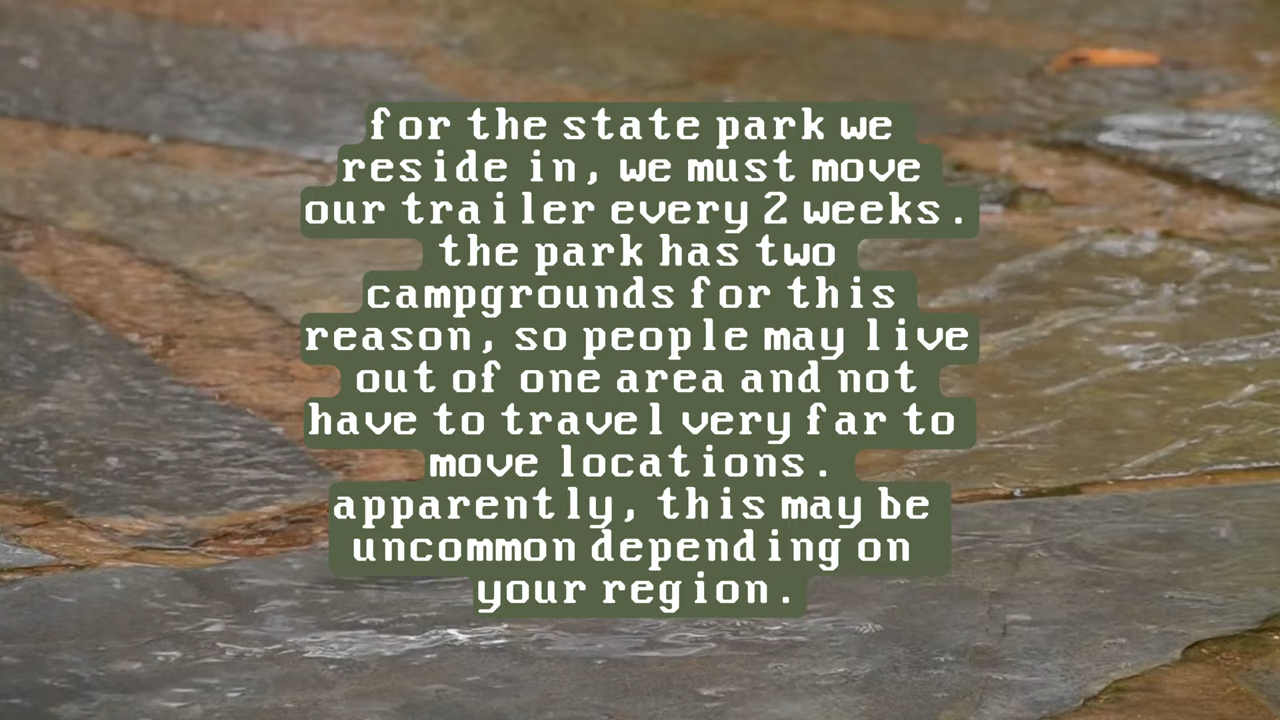 for the state park we
reside in, we must move
our trailer every 2 weeks.
the park has two
campgrounds for this
reason, so people may live
out of one area and not
have to travel very far to
move locations.
apparently, this may be
uncommon depending on
your region.